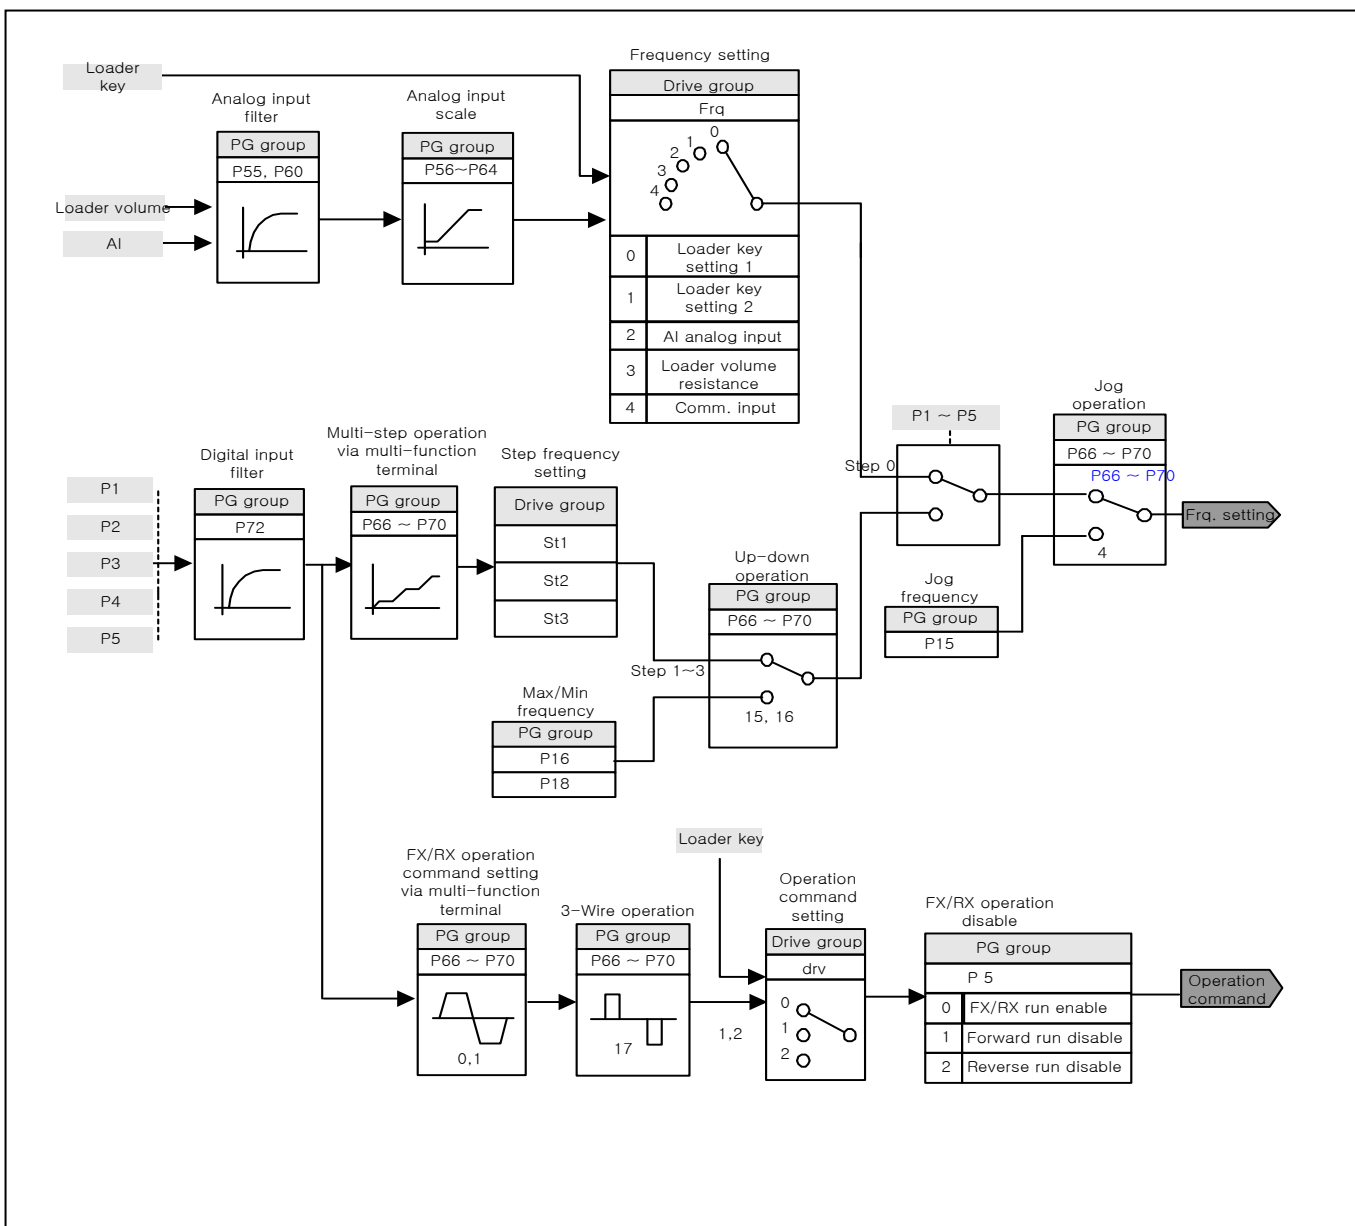 Frequency setting
Loader
key
Analog input
filter
Analog input
scale
Drive group
Frq
PG group
P55, P60
PG group
P56~P64
0
1
2
3
4
Loader volume
AI
0 Loader key
setting 1
1 Loader key
setting 2
2 AI analog input
3 Loader volume
resistance
4 Comm. input
P1 ~ P5
Step 0
Jog
operation
PG group
P66 ~ P70
P66 ~ P70
4
Frq. setting
Digital input
filter
PG group
P72
Multi-step operation
via multi-function
terminal
PG group
P66 ~ P70
Step frequency
setting
Drive group
St1
St2
St3
P1
P2
P3
P4
P5
Up-down
operation
PG group
P66 ~ P70
Step 1~3
15, 16
Jog
frequency
PG group
P15
Max/Min
frequency
PG group
P16
P18
Loader key
FX/RX operation
command setting
via multi-function
terminal
PG group
P66 ~ P70
0,1
3-Wire operation
PG group
P66 ~ P70
17
1,2
Operation
command
setting
Drive group
drv
0
1
2
FX/RX operation
disable
PG group
P 5
0 FX/RX run enable
1 Forward run disable
2 Reverse run disable
Operation
command